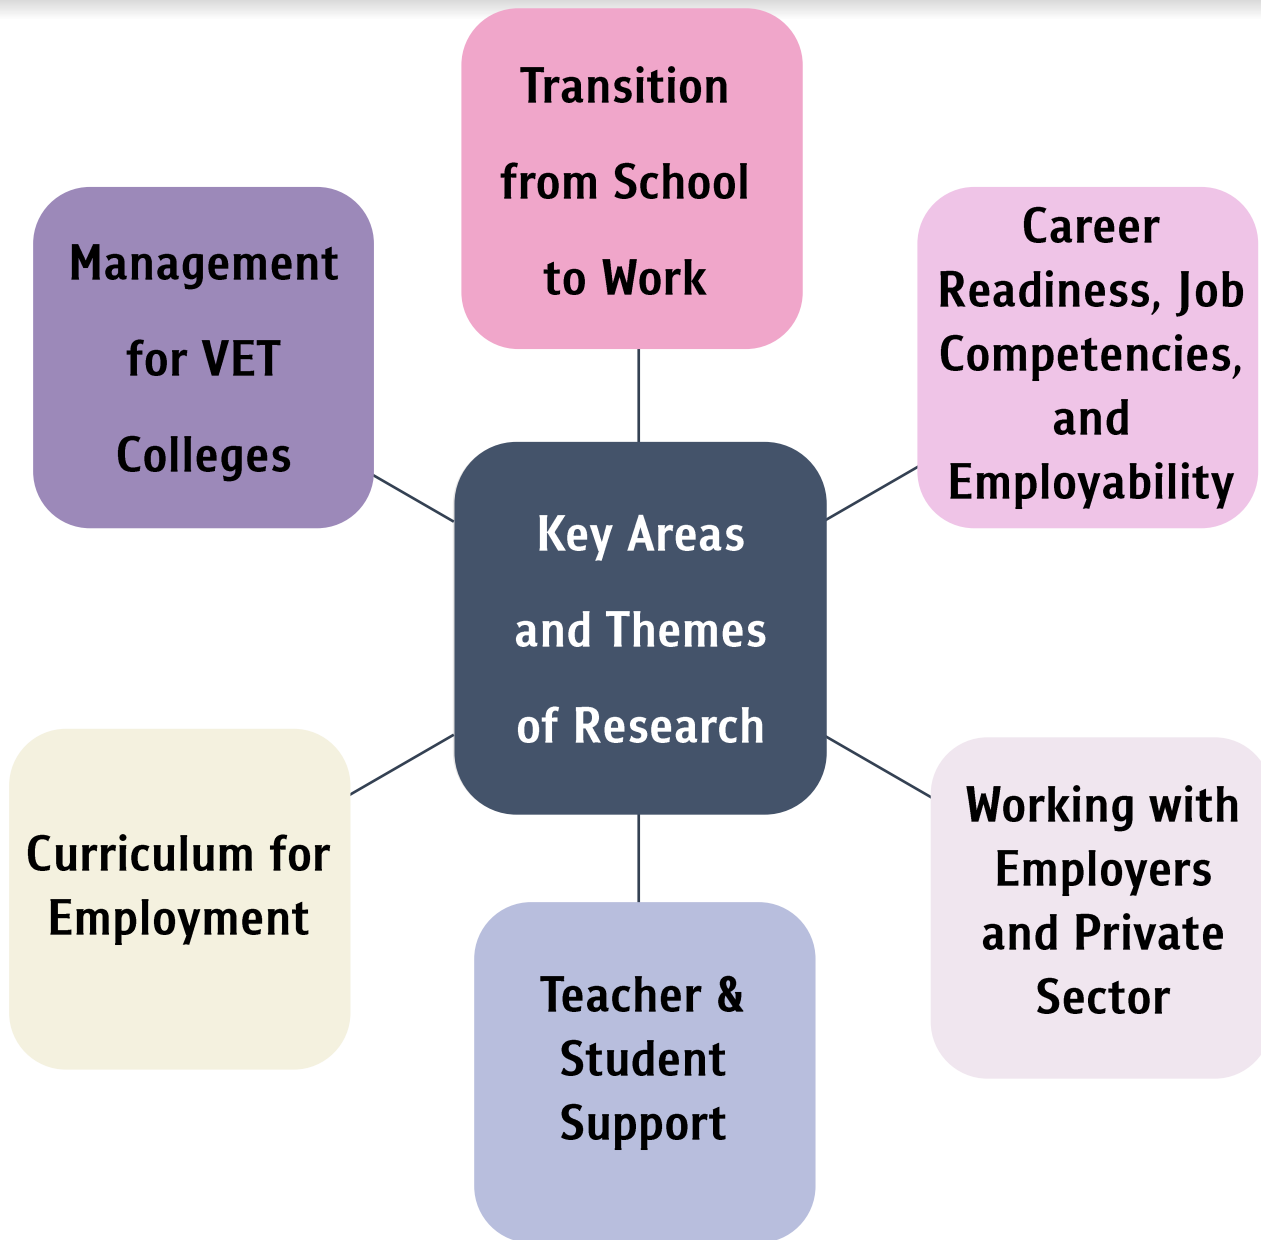 Transition
from School
to Work
Management
for VET
Colleges
Career
Readiness, Job
Competencies,
and
Employability
Key Areas
and Themes
of Research
Curriculum for
Employment
Working with
Employers
and Private
Sector
Teacher &
Student
Support